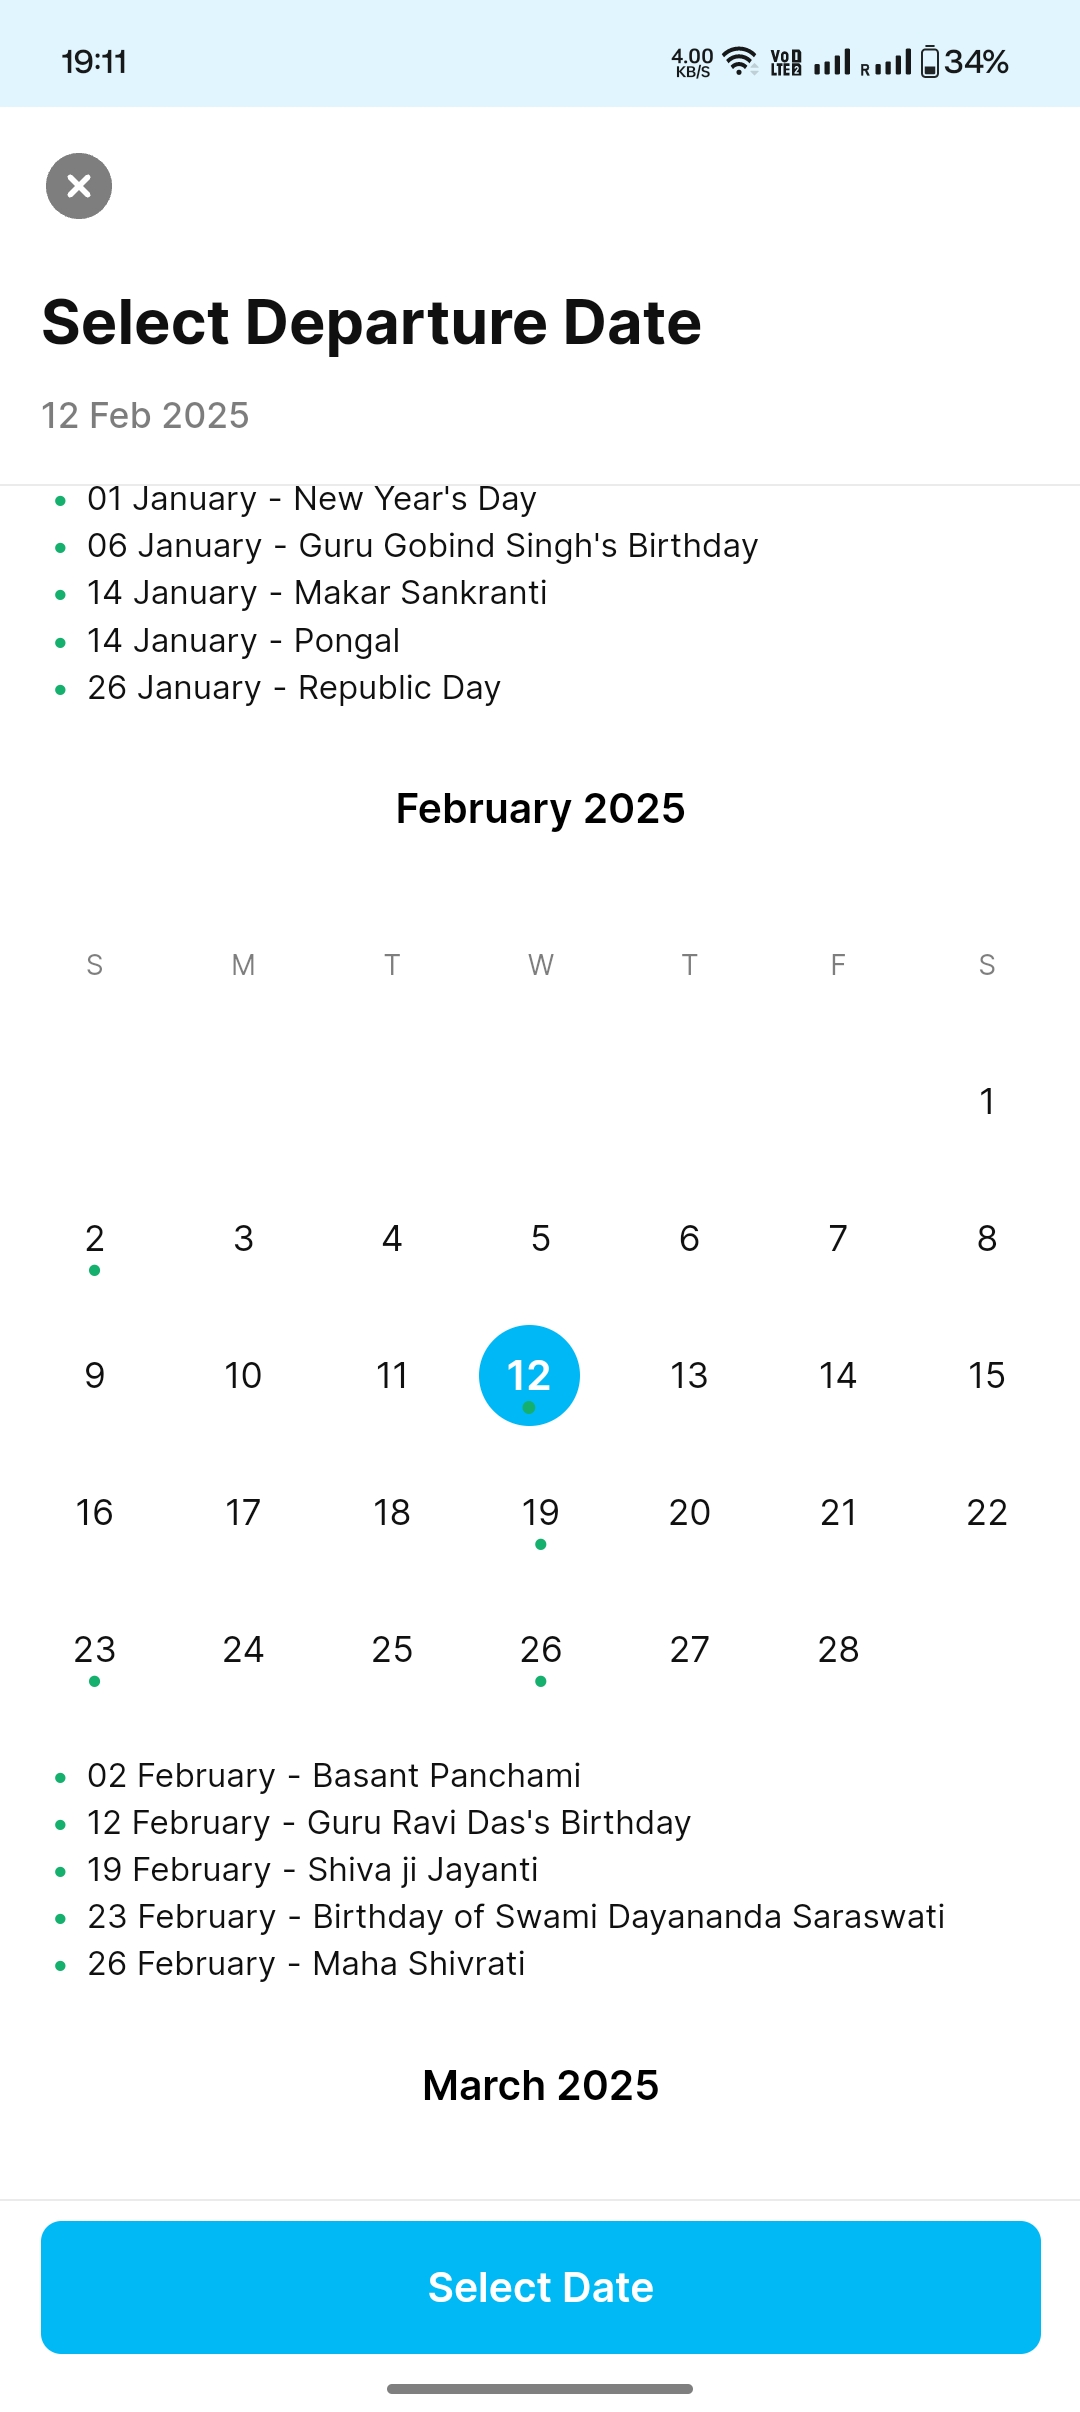 19:11
4.00 KB/S Vo LTE 2 R 34%
Select Departure Date
12 Feb 2025
01 January - New Year's Day
06 January - Guru Gobind Singh's Birthday
14 January - Makar Sankranti
14 January - Pongal
26 January - Republic Day
February 2025
S M T W T F S
1
2 3 4 5 6 7 8
9 10 11 12 13 14 15
16 17 18 19 20 21 22
23 24 25 26 27 28
02 February - Basant Panchami
12 February - Guru Ravi Das's Birthday
19 February - Shiva ji Jayanti
23 February - Birthday of Swami Dayananda Saraswati
26 February - Maha Shivrati
March 2025
Select Date